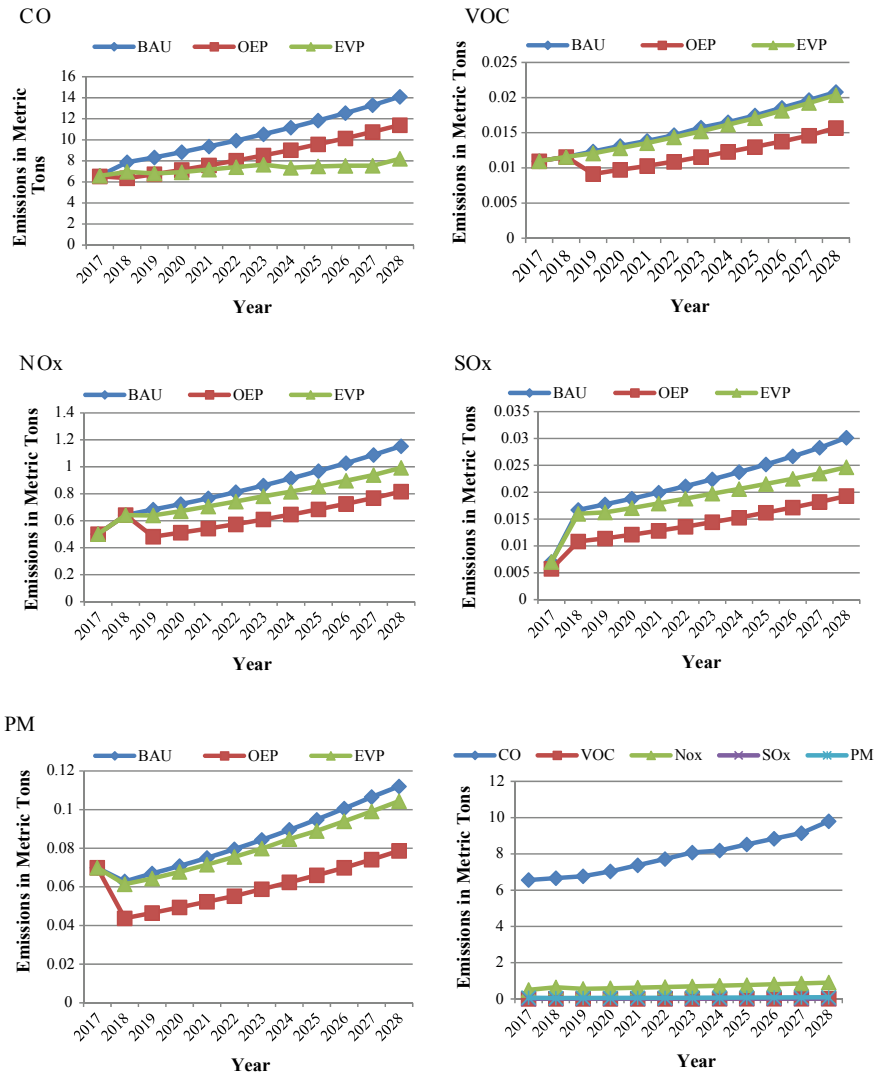 CO
BAU OEP EVP
Emissions in Metric
Tons
16
14
12
10
8
6
4
2
0
2017 2018 2019 2020 2021 2022 2023 2024 2025 2026 2027 2028
Year
VOC
BAU OEP EVP
Emissions in Metric Tons
0.025
0.02
0.015
0.01
0.005
0
2017 2018 2019 2020 2021 2022 2023 2024 2025 2026 2027 2028
Year
NOx
BAU OEP EVP
Emissions in Metric Tons
1.4
1.2
1
0.8
0.6
0.4
0.2
0
2017 2018 2019 2020 2021 2022 2023 2024 2025 2026 2027 2028
Year
SOx
BAU OEP EVP
Emissions in Metric Tons
0.035
0.03
0.025
0.02
0.015
0.01
0.005
0
2017 2018 2019 2020 2021 2022 2023 2024 2025 2026 2027 2028
Year
PM
BAU OEP EVP
Emissions in Metric Tons
0.12
0.1
0.08
0.06
0.04
0.02
0
2017 2018 2019 2020 2021 2022 2023 2024 2025 2026 2027 2028
Year
CO VOC Nox SOx PM
Emissions in Metric Tons
12
10
8
6
4
2
0
2017 2018 2019 2020 2021 2022 2023 2024 2025 2026 2027 2028
Year